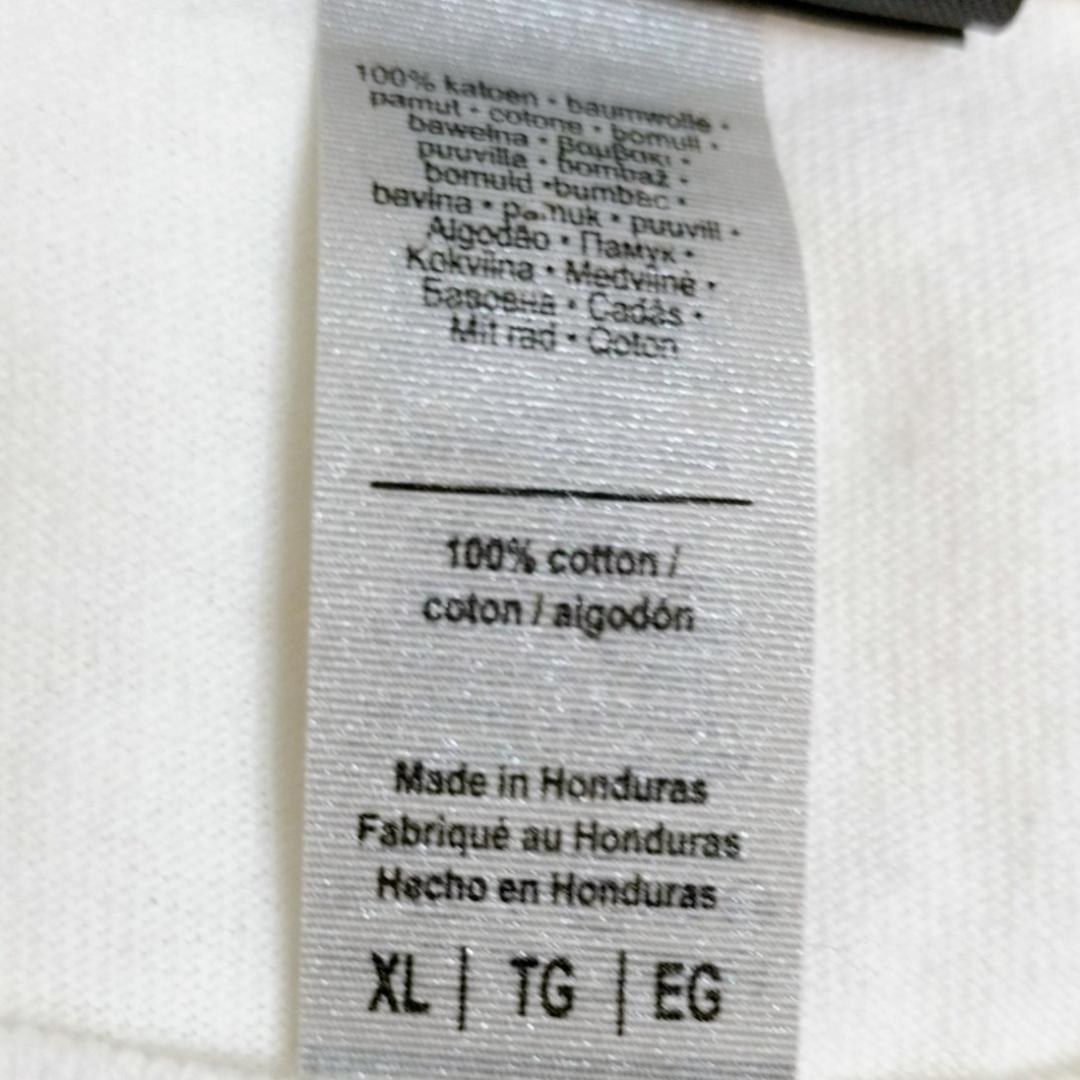 100% katoen • baumwolle •
pamut • cotone • bomull •
bawełna • Βαμβακι •
puuvilla • bombaž •
bomuld •bumbac •
bavlna • pamuk • puuvill •
Algodão • Памук •
Kokvilna • Medvilnė •
Бавовна • Cadás •
Mit rad • Coton
100% cotton /
coton / algodón
Made in Honduras
Fabriqué au Honduras
Hecho en Honduras
XL | TG | EG